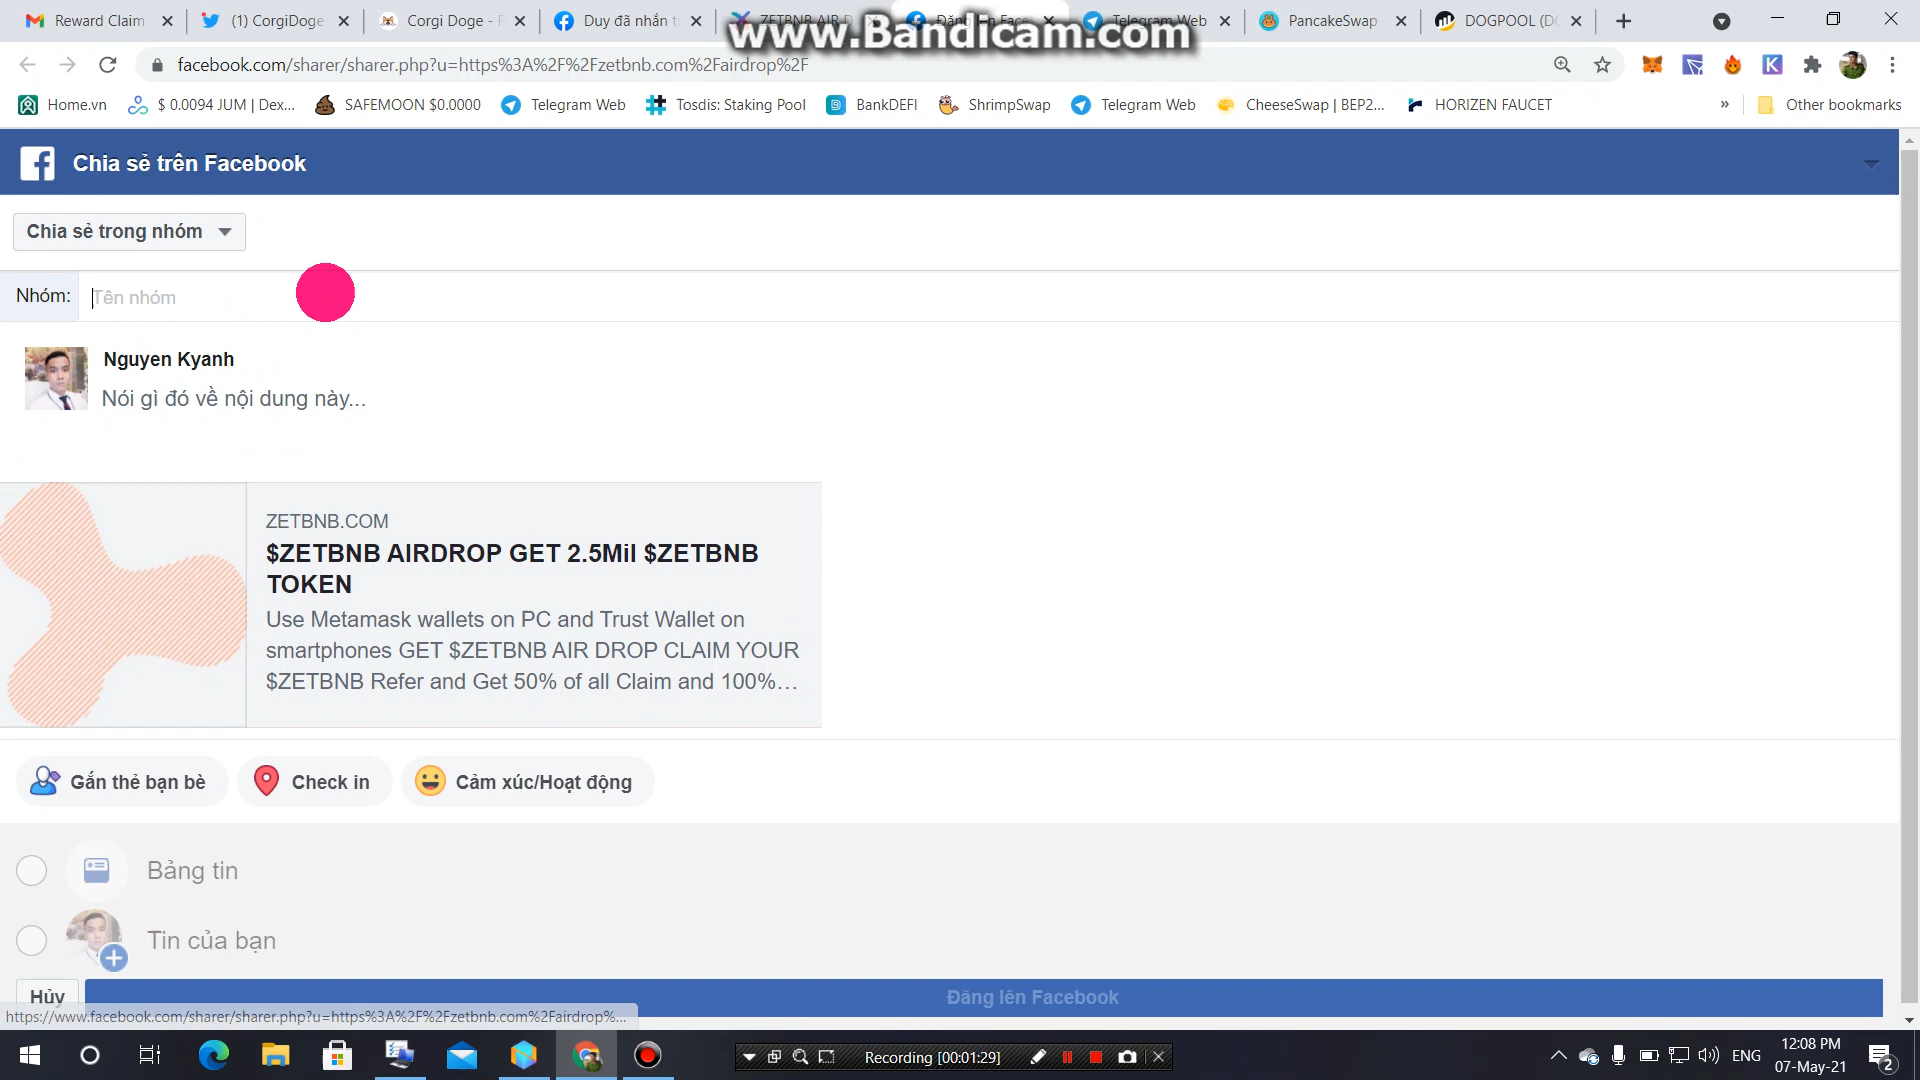 Reward Claim
(1) CorgiDoge
Corgi Doge - F
Duy đã nhắn t
ZETBNB AIR D
Đăng lên Face
Telegram Web
PancakeSwap
DOGPOOL (DO
www.Bandicam.com
facebook.com/sharer/sharer.php?u=https%3A%2F%2Fzetbnb.com%2Fairdrop%2F
Home.vn
$ 0.0094 JUM | Dex...
SAFEMOON $0.0000
Telegram Web
Tosdis: Staking Pool
BankDEFI
ShrimpSwap
Telegram Web
CheeseSwap | BEP2...
HORIZEN FAUCET
»
Other bookmarks
Chia sẻ trên Facebook
Chia sẻ trong nhóm
Nhóm:
Tên nhóm
Nguyen Kyanh
Nói gì đó về nội dung này...
ZETBNB.COM
$ZETBNB AIRDROP GET 2.5Mil $ZETBNB
TOKEN
Use Metamask wallets on PC and Trust Wallet on
smartphones GET $ZETBNB AIR DROP CLAIM YOUR
$ZETBNB Refer and Get 50% of all Claim and 100%...
Gắn thẻ bạn bè
Check in
Cảm xúc/Hoạt động
Bảng tin
Tin của bạn
Hủy
Đăng lên Facebook
https://www.facebook.com/sharer/sharer.php?u=https%3A%2F%2Fzetbnb.com%2Fairdrop%...
Recording [00:01:29]
ENG
12:08 PM
07-May-21
2